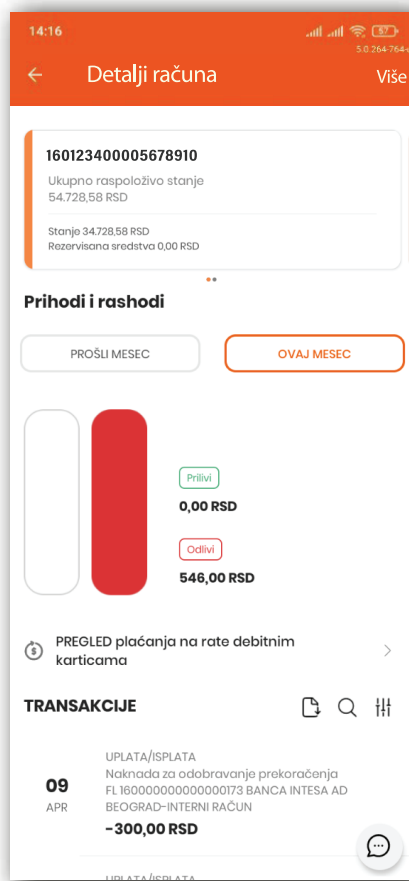 14:16
57
5.0.264-764-
Detalji računa
Više
160123400005678910
Ukupno raspoloživo stanje
54.728,58 RSD
Stanje 34.728,58 RSD
Rezervisana sredstva 0,00 RSD
Prihodi i rashodi
PROŠLI MESEC
OVAJ MESEC
Prilivi
0,00 RSD
Odlivi
546,00 RSD
PREGLED plaćanja na rate debitnim
karticama
TRANSAKCIJE
UPLATA/ISPLATA
Naknada za odobravanje prekoračenja
09
FL 160000000000000173 BANCA INTESA AD
APR
BEOGRAD-INTERNI RAČUN
-300,00 RSD
UPLATA/ISPLATA